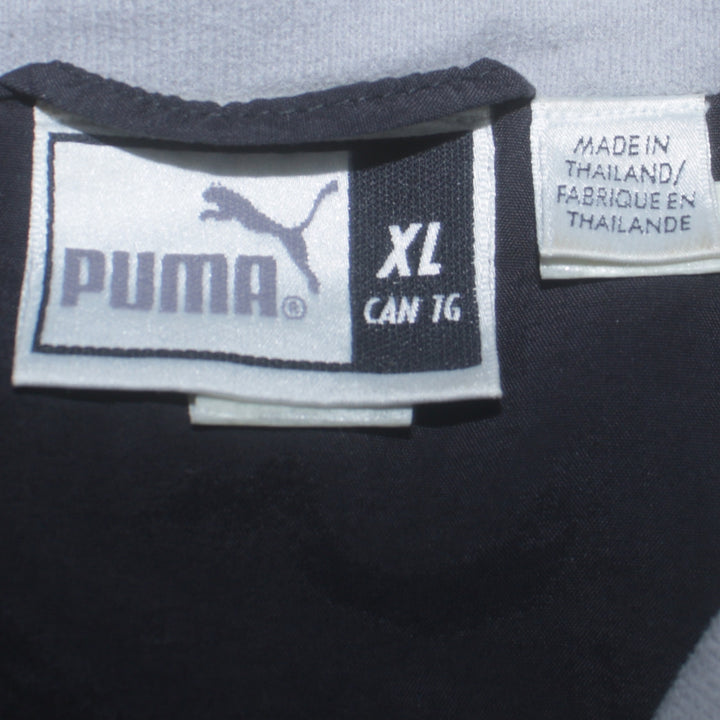 PUMA®
XL
CAN TG
MADE IN
THAILAND/
FABRIQUE EN
THAILANDE